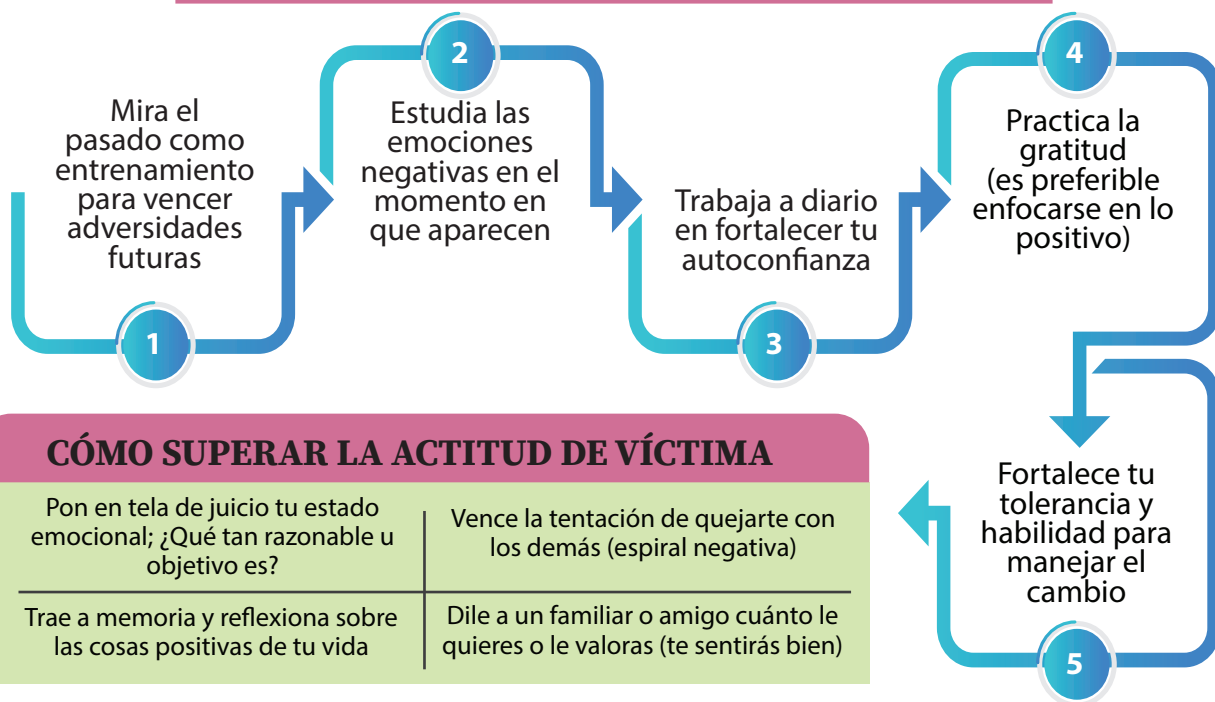 Mira el
pasado como
entrenamiento
para vencer
adversidades
futuras
1
2
Estudia las
emociones
negativas en el
momento en
que aparecen
Trabaja a diario
en fortalecer tu
autoconfianza
3
4
Practica la
gratitud
(es preferible
enfocarse en lo
positivo)
Fortalece tu
tolerancia y
habilidad para
manejar el
cambio
5
CÓMO SUPERAR LA ACTITUD DE VÍCTIMA
Pon en tela de juicio tu estado
emocional; ¿Qué tan razonable u
objetivo es?
Vence la tentación de quejarte con
los demás (espiral negativa)
Trae a memoria y reflexiona sobre
las cosas positivas de tu vida
Dile a un familiar o amigo cuánto le
quieres o le valoras (te sentirás bien)